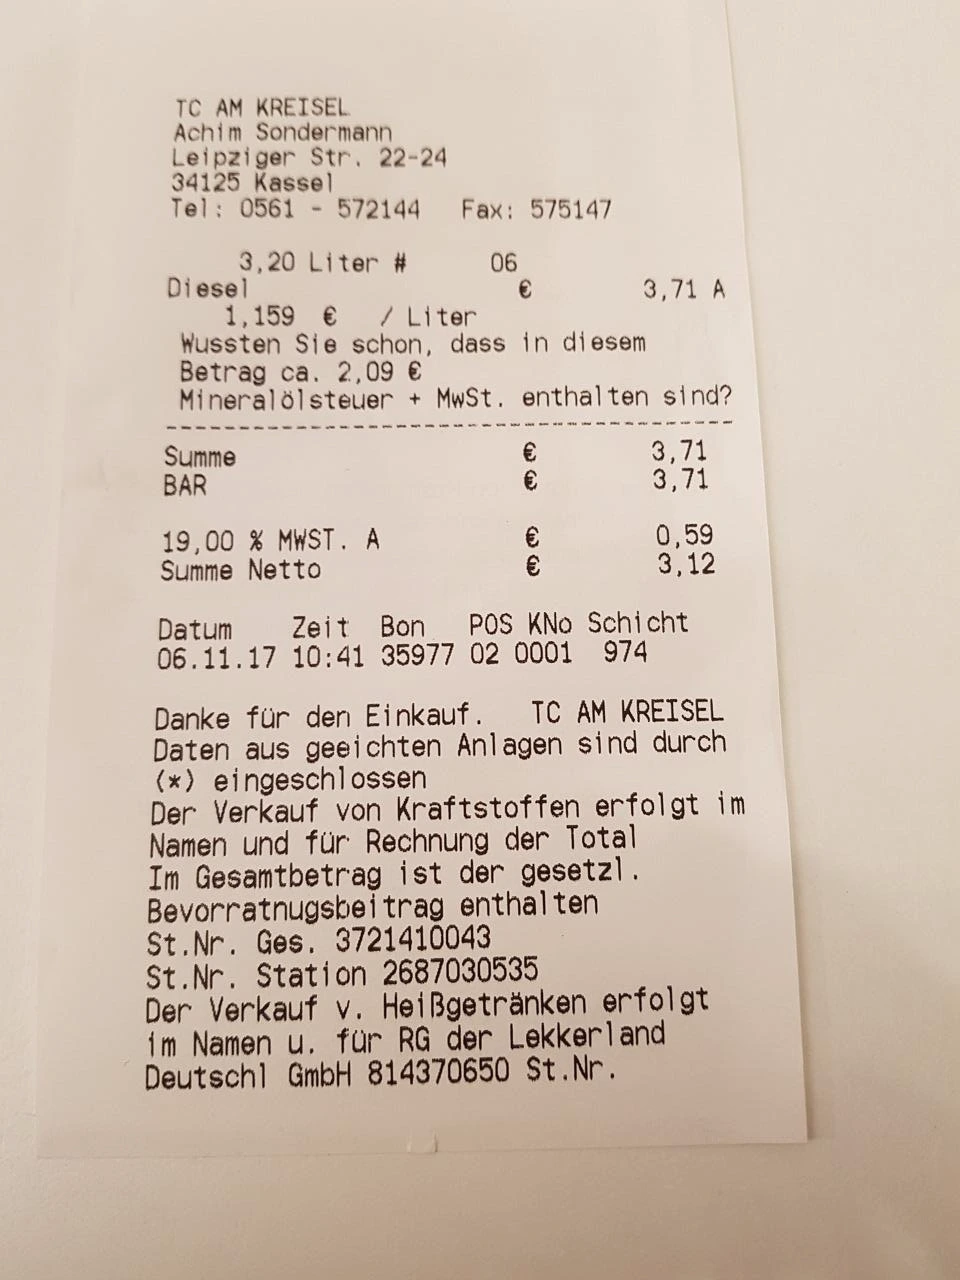 TC AM KREISEL
Achim Sondermann
Leipziger Str. 22-24
34125 Kassel
Tel: 0561 - 572144 Fax: 575147
3,20 Liter # 06
Diesel € 3,71 A
1,159 € / Liter
Wussten Sie schon, dass in diesem
Betrag ca. 2,09 €
Mineralölsteuer + MwSt. enthalten sind?
Summe € 3,71
BAR € 3,71
19,00 % MWST. A € 0,59
Summe Netto € 3,12
Datum Zeit Bon POS KNo Schicht
06.11.17 10:41 35977 02 0001 974
Danke für den Einkauf. TC AM KREISEL
Daten aus geeichten Anlagen sind durch
(*) eingeschlossen
Der Verkauf von Kraftstoffen erfolgt im
Namen und für Rechnung der Total
Im Gesamtbetrag ist der gesetzl.
Bevorratnugsbeitrag enthalten
St.Nr. Ges. 3721410043
St.Nr. Station 2687030535
Der Verkauf v. Heißgetränken erfolgt
im Namen u. für RG der Lekkerland
Deutschl GmbH 814370650 St.Nr.